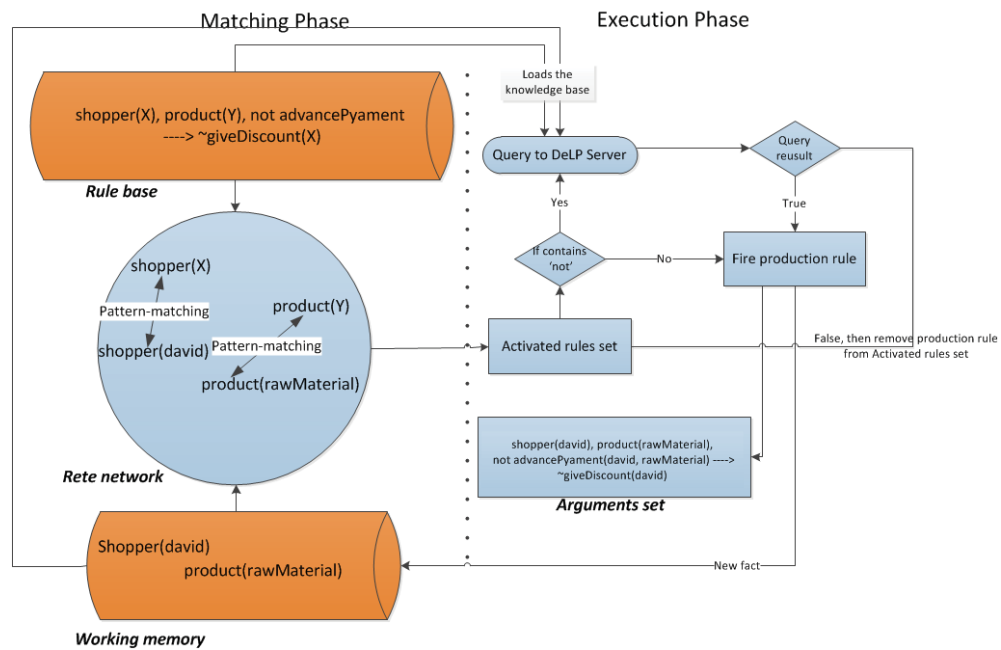 Matching Phase
Execution Phase
Loads the
knowledge base
shopper(X), product(Y), not advancePyament
----> ~giveDiscount(X)
Rule base
Query to DeLP Server
Query
reusult
Yes
True
If contains
‘not’
No
Fire production rule
shopper(X)
Pattern-matching
shopper(david)
product(Y)
Pattern-matching
product(rawMaterial)
Rete network
Activated rules set
False, then remove production rule
from Activated rules set
shopper(david), product(rawMaterial),
not advancePyament(david, rawMaterial) ---->
~giveDiscount(david)
Arguments set
Shopper(david)
product(rawMaterial)
Working memory
New fact